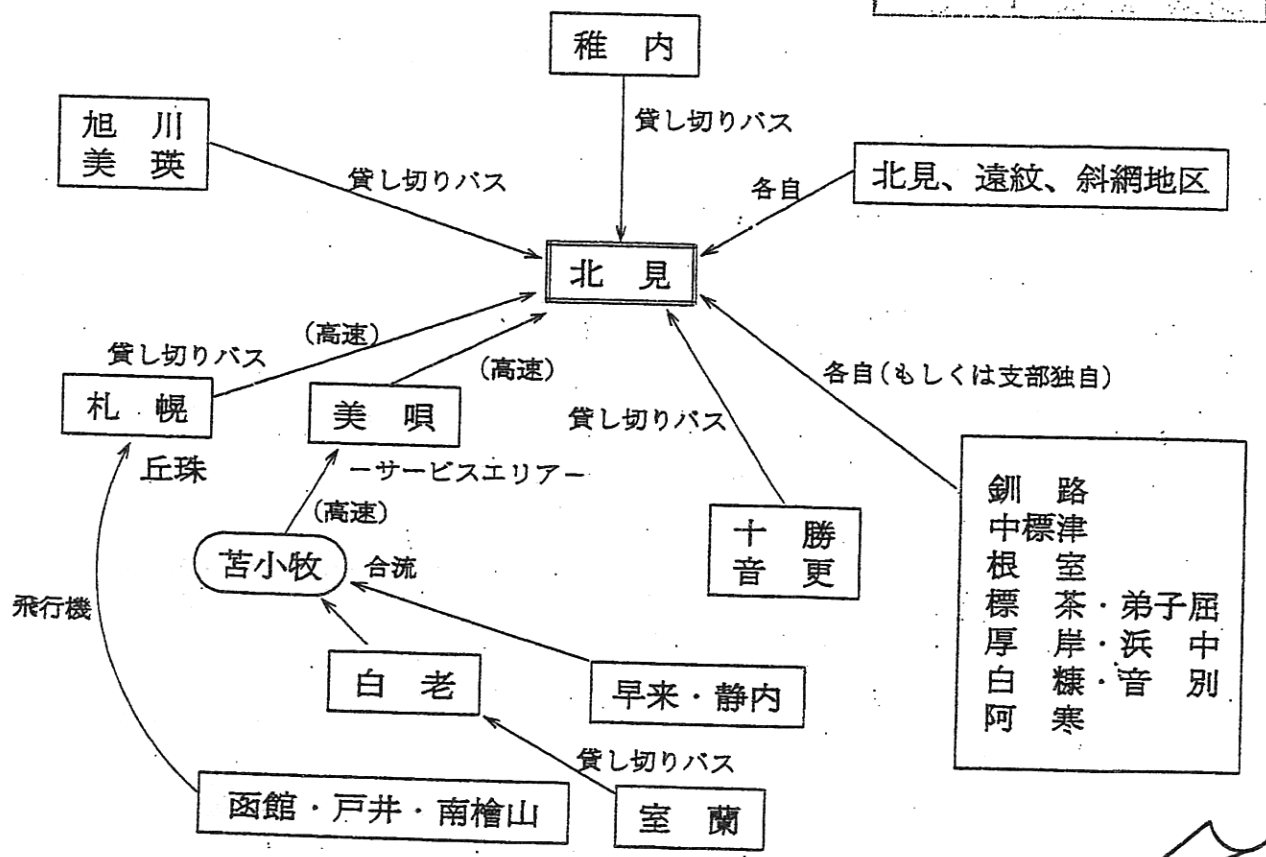 稚 内
貸し切りバス
旭 川
美 瑛
貸し切りバス
各自
北見、遠紋、斜網地区
北 見
(高速)
貸し切りバス
(高速)
各自(もしくは支部独自)
札 幌
丘珠
美 唄
－サービスエリア－
貸し切りバス
(高速)
苫小牧
合流
十 勝
音 更
釧 路
中標津
根 室
標 茶・弟子屈
厚 岸・浜 中
白 糠・音 別
阿 寒
飛行機
白 老
早来・静内
貸し切りバス
函館・戸井・南檜山
室 蘭